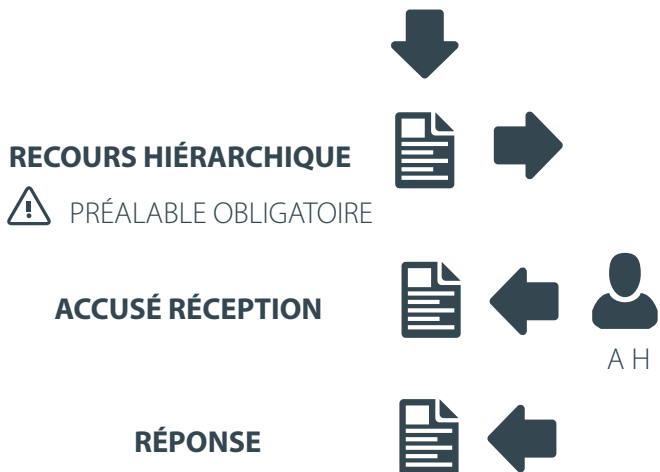 RECOURS HIÉRARCHIQUE
PRÉALABLE OBLIGATOIRE
ACCUSÉ RÉCEPTION
A H
RÉPONSE